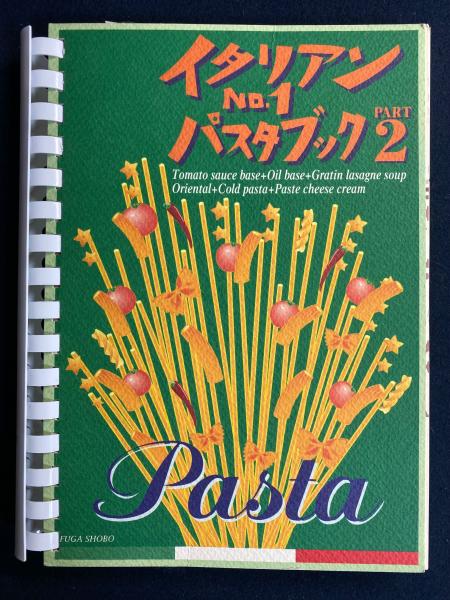 イタリアン
No.1
パスタブック PART 2
Tomato sauce base+Oil base+Gratin lasagne soup
Oriental+Cold pasta+Paste cheese cream
Pasta
FUGA SHOBO